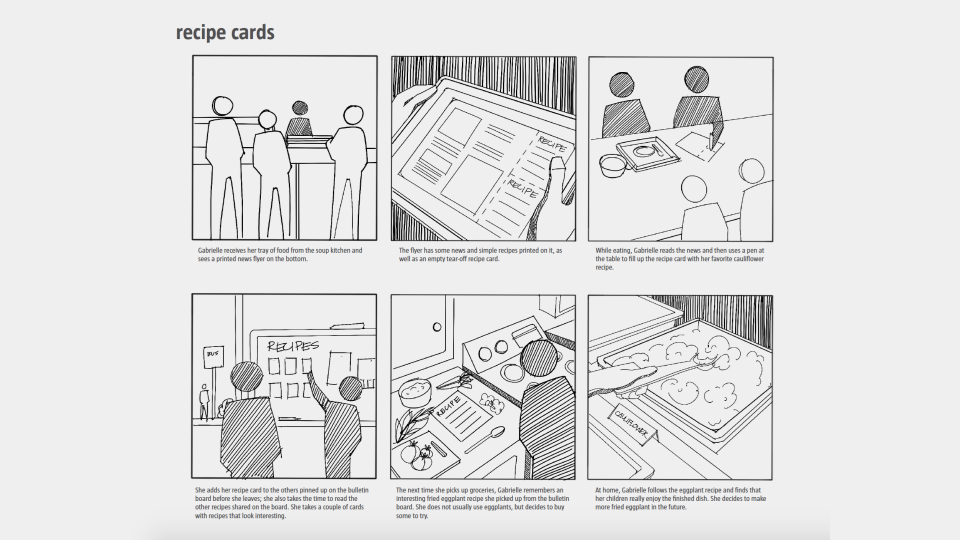 recipe cards
RECIPE
RECIPE
Gabrielle receives her tray of food from the soup kitchen and
sees a printed news flyer on the bottom.
The flyer has some news and simple recipes printed on it, as
well as an empty tear-off recipe card.
While eating, Gabrielle reads the news and then uses a pen at
the table to fill up the recipe card with her favorite cauliflower
recipe.
BUS
RECIPES
RECIPE
CAULIFLOWER
She adds her recipe card to the others pinned up on the bulletin
board before she leaves; she also takes the time to read the
other recipes shared on the board. She takes a couple of cards
with recipes that look interesting.
The next time she picks up groceries, Gabrielle remembers an
interesting fried eggplant recipe she picked up from the bulletin
board. She does not usually use eggplants, but decides to buy
some to try.
At home, Gabrielle follows the eggplant recipe and finds that
her children really enjoy the finished dish. She decides to make
more fried eggplant in the future.